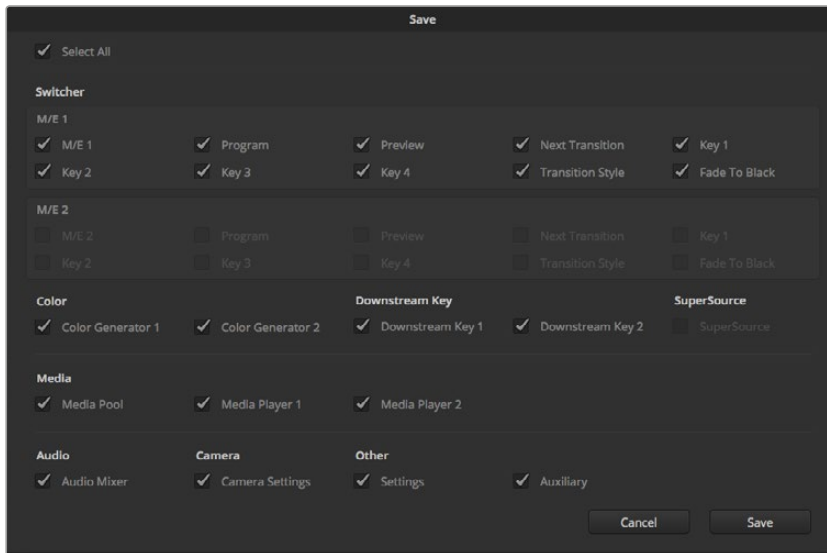 Save
Select All
Switcher
M/E 1
M/E 1 Program Preview Next Transition Key 1
Key 2 Key 3 Key 4 Transition Style Fade To Black
M/E 2
M/E 2 Program Preview Next Transition Key 1
Key 2 Key 3 Key 4 Transition Style Fade To Black
Color Downstream Key SuperSource
Color Generator 1 Color Generator 2 Downstream Key 1 Downstream Key 2 SuperSource
Media
Media Pool Media Player 1 Media Player 2
Audio Camera Other
Audio Mixer Camera Settings Settings Auxiliary
Cancel Save